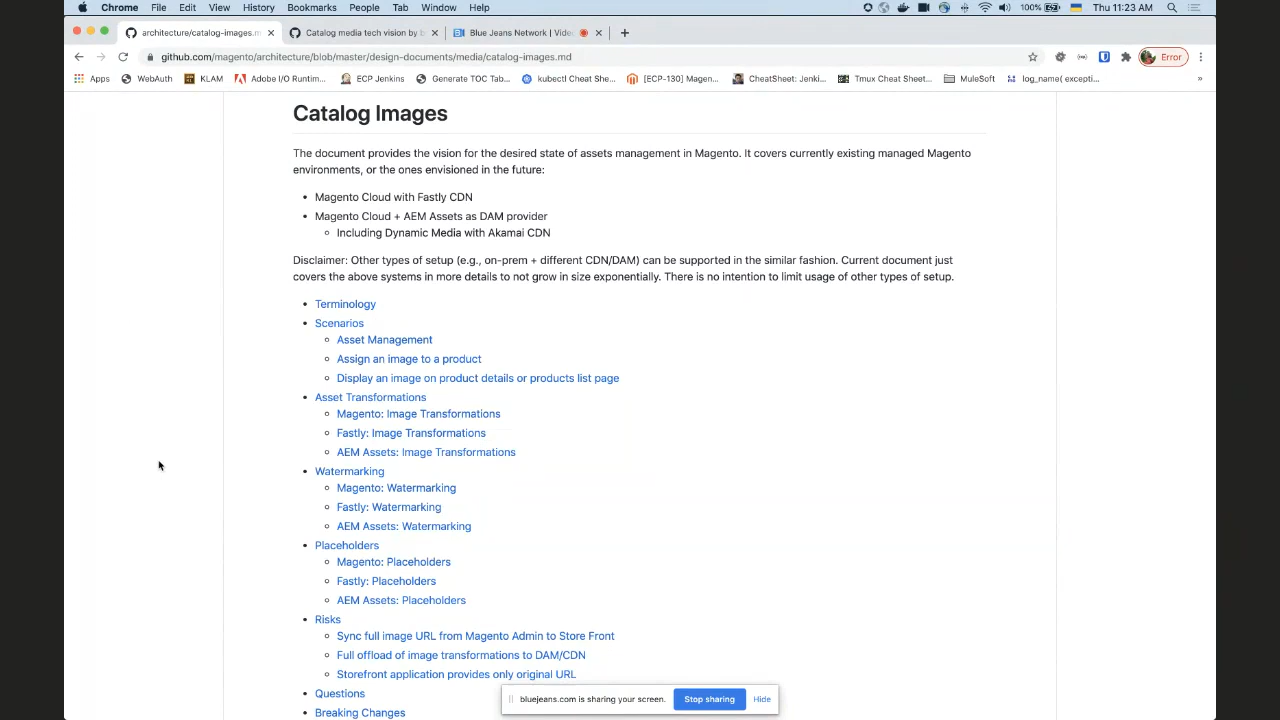 Chrome File Edit View History Bookmarks People Tab Window Help 100% Thu 11:23 AM
architecture/catalog-images.m Catalog media tech vision by b Blue Jeans Network | Vide
github.com/magento/architecture/blob/master/design-documents/media/catalog-images.md Error
Apps WebAuth KLAM Adobe I/O Runtim... ECP Jenkins Generate TOC Tab... kubectl Cheat She... [ECP-130] Magen... CheatSheet: Jenki... Tmux Cheat Sheet... MuleSoft log_name( excepti... »
Catalog Images
The document provides the vision for the desired state of assets management in Magento. It covers currently existing managed Magento
environments, or the ones envisioned in the future:
• Magento Cloud with Fastly CDN
• Magento Cloud + AEM Assets as DAM provider
◦ Including Dynamic Media with Akamai CDN
Disclaimer: Other types of setup (e.g., on-prem + different CDN/DAM) can be supported in the similar fashion. Current document just
covers the above systems in more details to not grow in size exponentially. There is no intention to limit usage of other types of setup.
• Terminology
• Scenarios
◦ Asset Management
◦ Assign an image to a product
◦ Display an image on product details or products list page
• Asset Transformations
◦ Magento: Image Transformations
◦ Fastly: Image Transformations
◦ AEM Assets: Image Transformations
• Watermarking
◦ Magento: Watermarking
◦ Fastly: Watermarking
◦ AEM Assets: Watermarking
• Placeholders
◦ Magento: Placeholders
◦ Fastly: Placeholders
◦ AEM Assets: Placeholders
• Risks
◦ Sync full image URL from Magento Admin to Store Front
◦ Full offload of image transformations to DAM/CDN
◦ Storefront application provides only original URL
• Questions
• Breaking Changes
bluejeans.com is sharing your screen. Stop sharing Hide